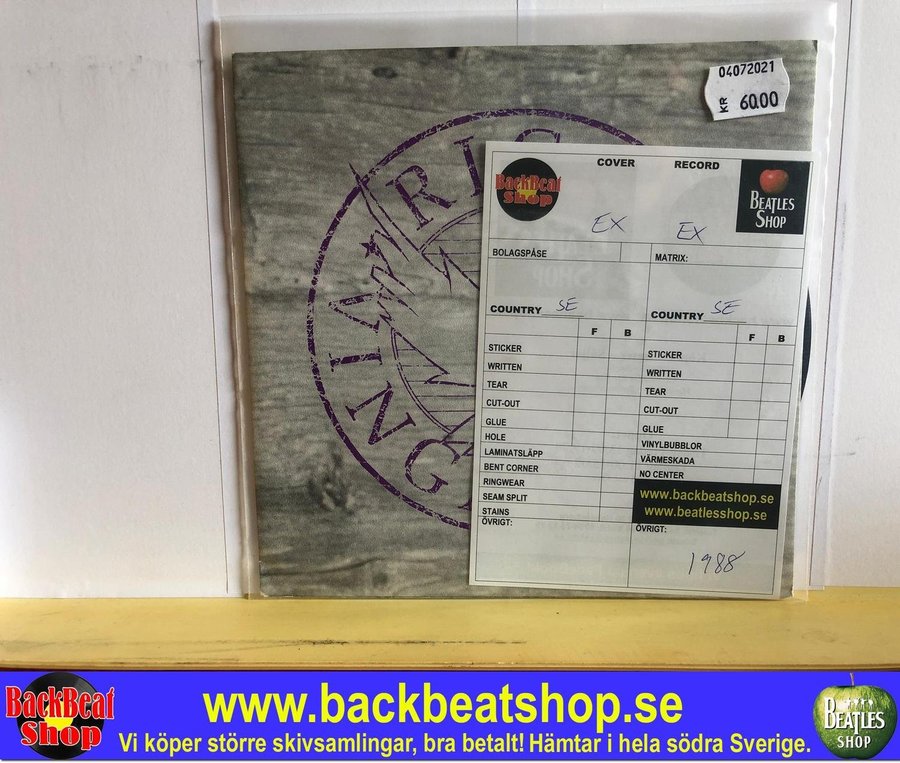 04072021
KR 60.00
RIG
NING
BackBeat
Shop
COVER
RECORD
BEATLES
SHOP
EX
EX
BOLAGSPÅSE
MATRIX:
COUNTRY SE
COUNTRY SE
F B
F B
STICKER
STICKER
WRITTEN
WRITTEN
TEAR
TEAR
CUT-OUT
CUT-OUT
GLUE
GLUE
HOLE
VINYLBUBBLOR
LAMINATSLÄPP
VÄRMESKADA
BENT CORNER
NO CENTER
RINGWEAR
SEAM SPLIT
STAINS
www.backbeatshop.se
www.beatlesshop.se
ÖVRIGT:
ÖVRIGT:
1988
BackBeat
Shop
www.backbeatshop.se
Vi köper större skivsamlingar, bra betalt! Hämtar i hela södra Sverige.
BEATLES
SHOP